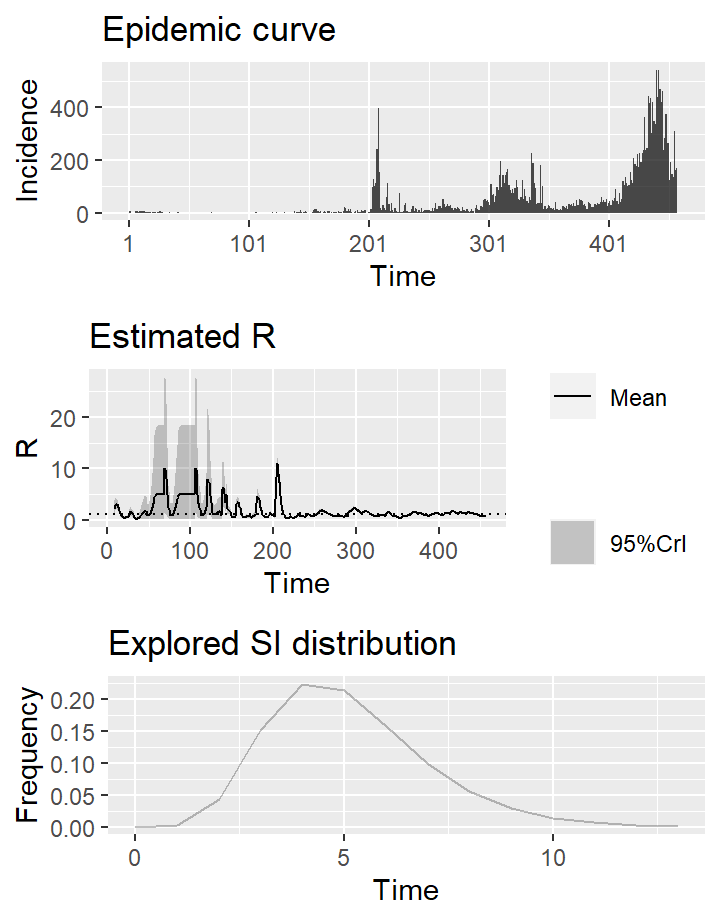 Epidemic curve
Incidence
400
200
0
1 101 201 301 401
Time
Estimated R
R
20
10
0
0 100 200 300 400
Time
Mean
95%CrI
Explored SI distribution
Frequency
0.20
0.15
0.10
0.05
0.00
0 5 10
Time